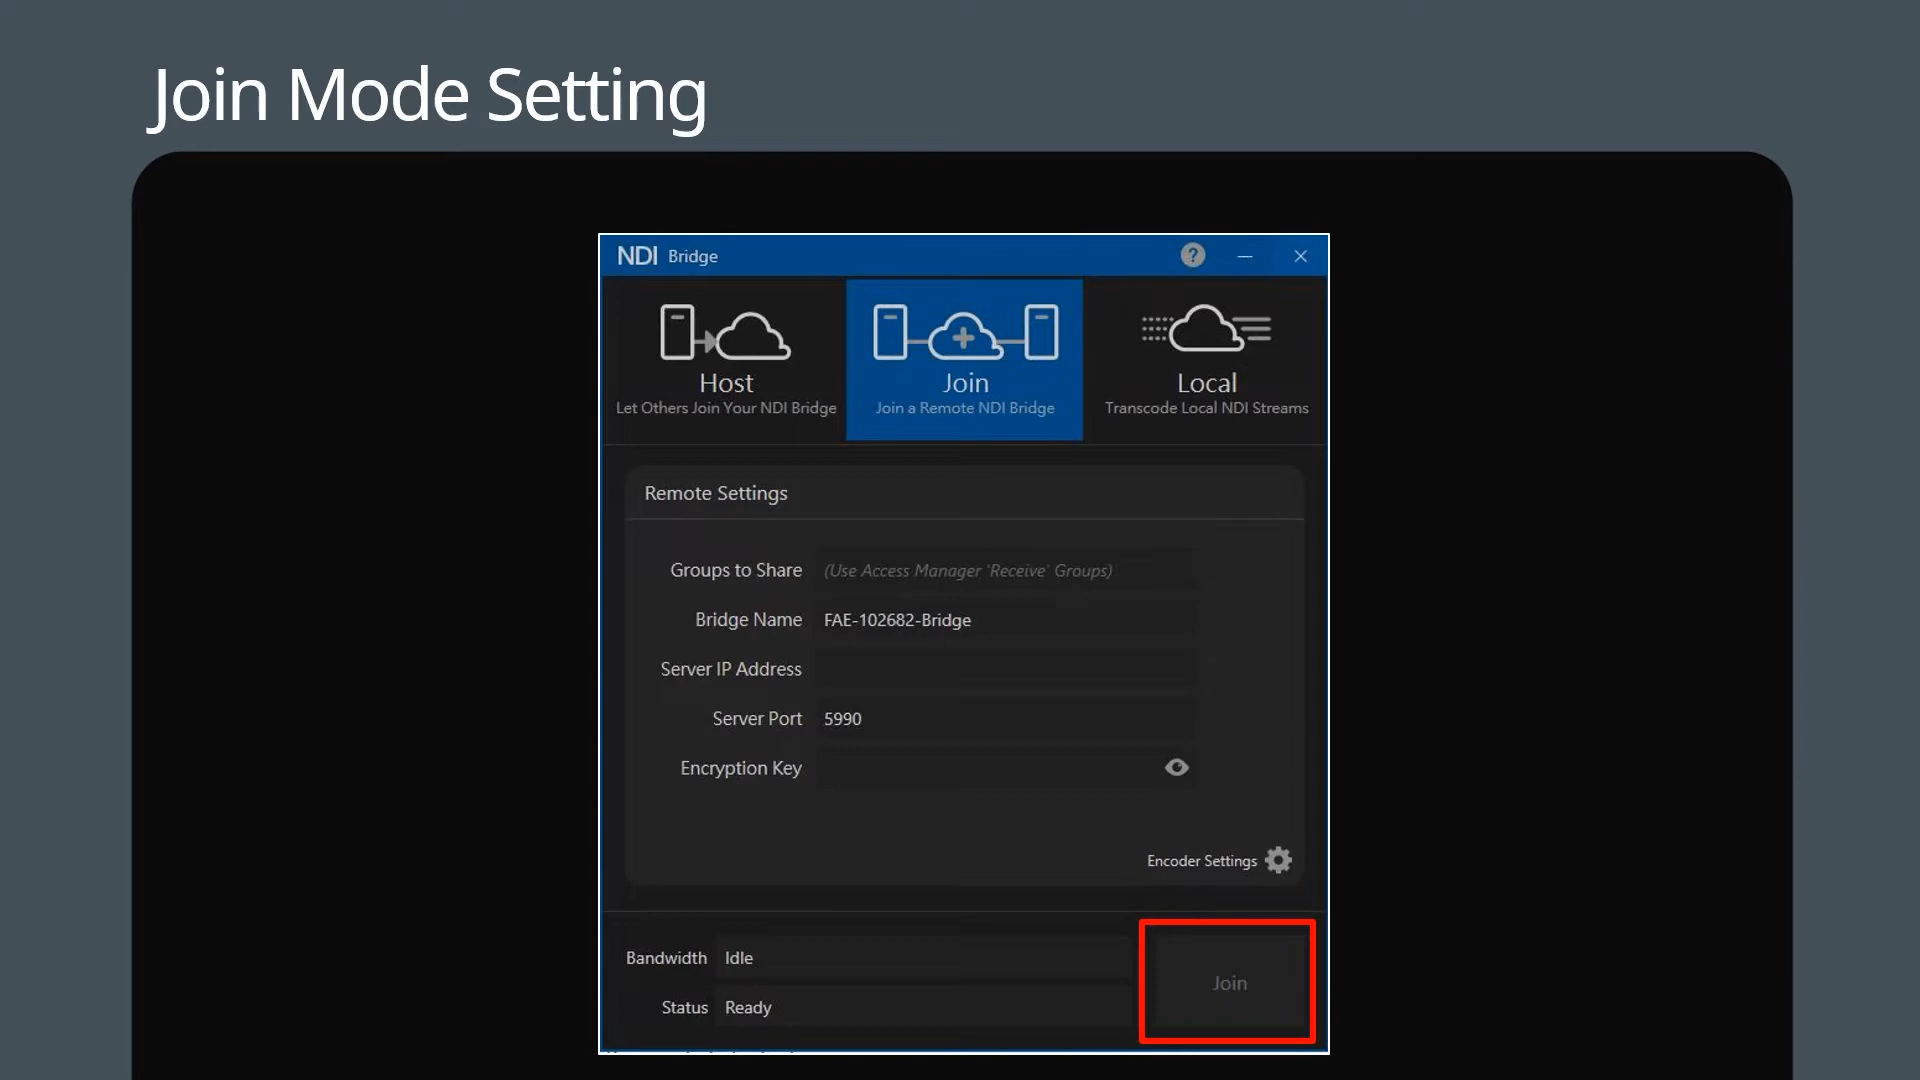 Join Mode Setting
NDI Bridge
?
Host
Let Others Join Your NDI Bridge
Join
Join a Remote NDI Bridge
Local
Transcode Local NDI Streams
Remote Settings
Groups to Share (Use Access Manager 'Receive' Groups)
Bridge Name FAE-102682-Bridge
Server IP Address
Server Port 5990
Encryption Key
Encoder Settings
Bandwidth Idle
Status Ready
Join